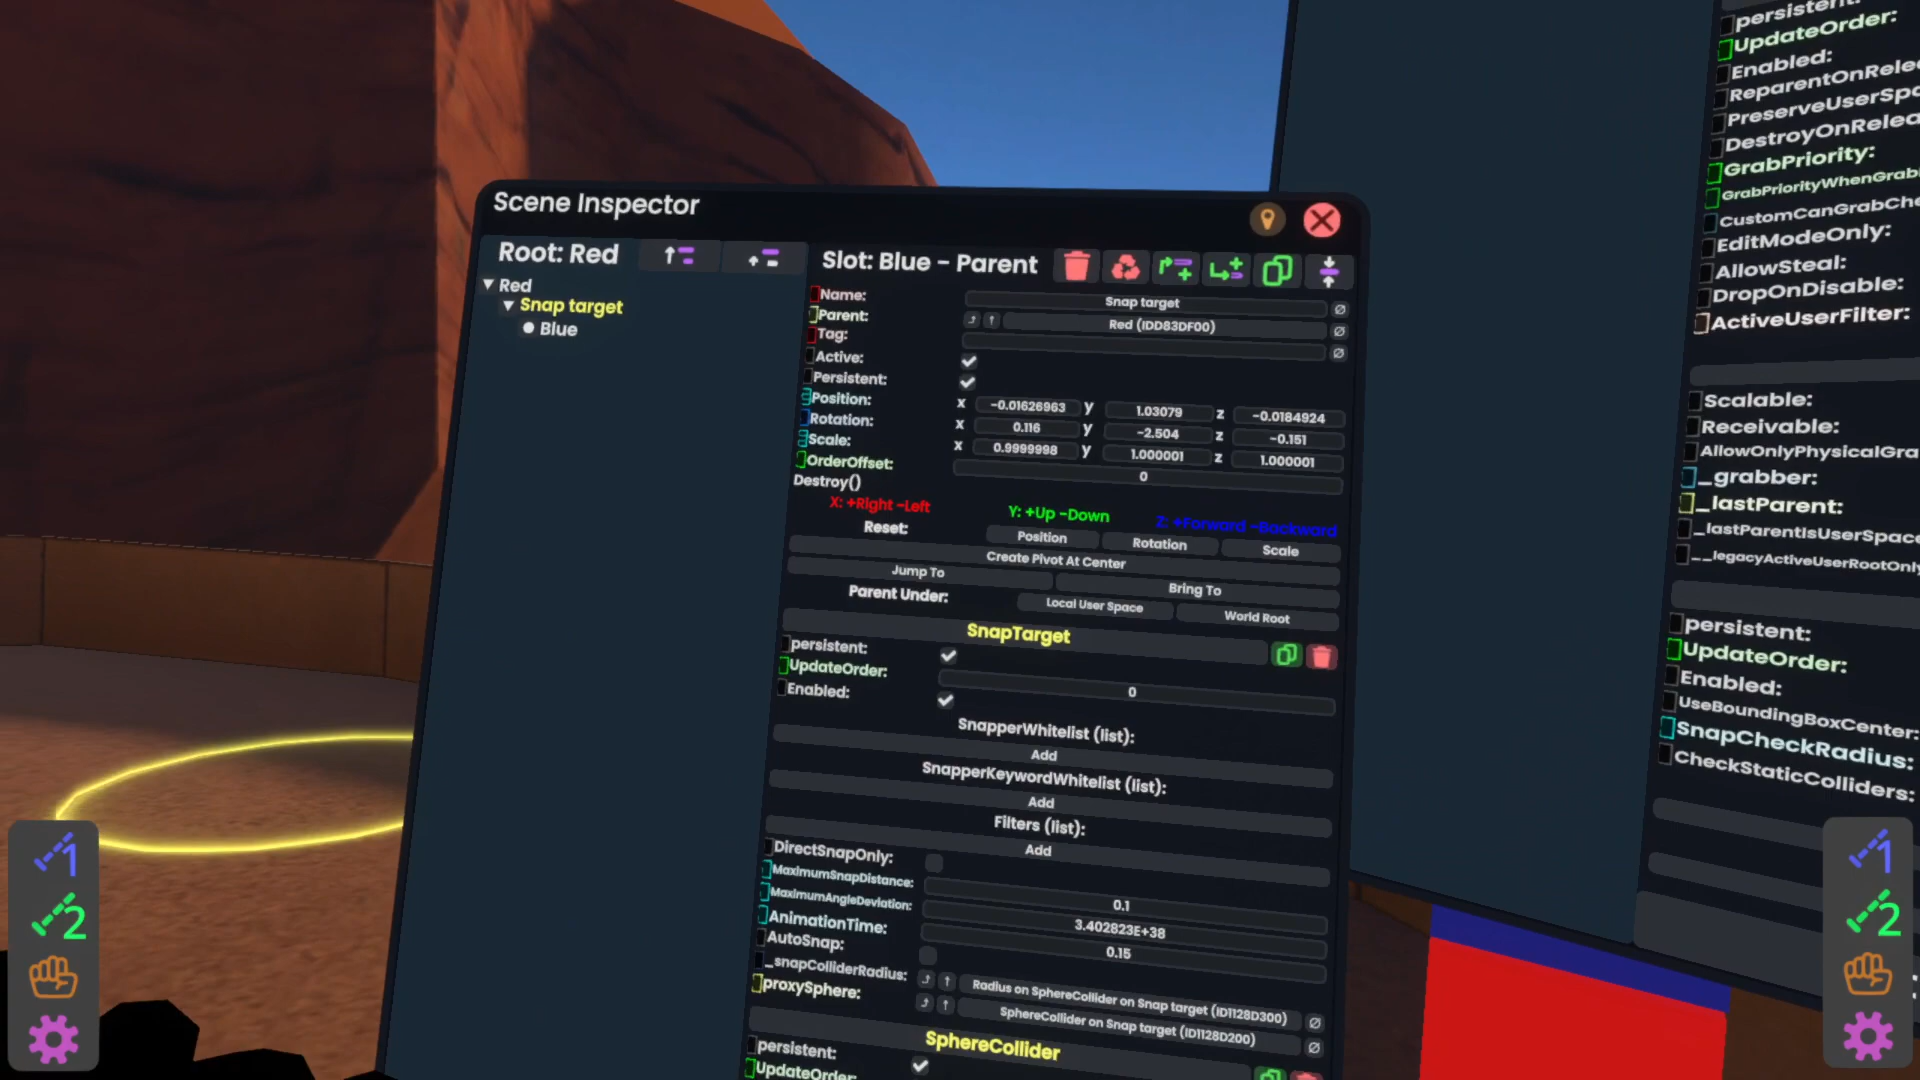 Scene Inspector
Root: Red
Red
Snap target
Blue
Slot: Blue - Parent
Name:
Snap target
Parent:
Red (IDD83DF00)
Tag:
Active:
Persistent:
Position:
x -0.01626963 y 1.03079 z -0.0184924
Rotation:
x 0.116 y -2.504 z -0.151
Scale:
x 0.9999998 y 1.000001 z 1.000001
OrderOffset:
0
Destroy()
X: +Right -Left
Y: +Up -Down
Z: +Forward -Backward
Reset:
Position
Rotation
Scale
Create Pivot At Center
Jump To
Bring To
Parent Under:
Local User Space
World Root
SnapTarget
persistent:
UpdateOrder:
0
Enabled:
SnapperWhitelist (list):
Add
SnapperKeywordWhitelist (list):
Add
Filters (list):
Add
DirectSnapOnly:
MaximumSnapDistance:
0.1
MaximumAngleDeviation:
3.402823E+38
AnimationTime:
0.15
AutoSnap:
_snapColliderRadius:
Radius on SphereCollider on Snap target (ID1128D300)
proxySphere:
SphereCollider on Snap target (ID1128D200)
SphereCollider
persistent:
UpdateOrder:
persistent:
UpdateOrder:
Enabled:
ReparentOnRelea
PreserveUserSpa
DestroyOnRelea
GrabPriority:
GrabPriorityWhenGrab
CustomCanGrabChe
EditModeOnly:
AllowSteal:
DropOnDisable:
ActiveUserFilter:
Scalable:
Receivable:
AllowOnlyPhysicalGra
_grabber:
_lastParent:
_lastParentIsUserSpace
__legacyActiveUserRootOnly
persistent:
UpdateOrder:
Enabled:
UseBoundingBoxCenter:
SnapCheckRadius:
CheckStaticColliders:
1
2
1
2